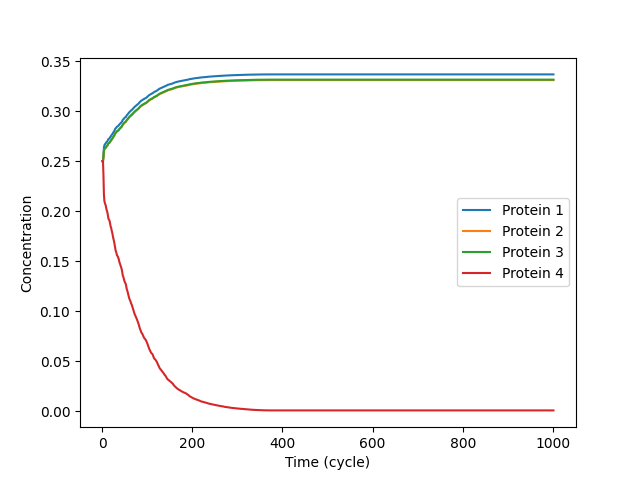 0.35
0.30
0.25
0.20
0.15
0.10
0.05
0.00
Concentration
Protein 1
Protein 2
Protein 3
Protein 4
0 200 400 600 800 1000
Time (cycle)